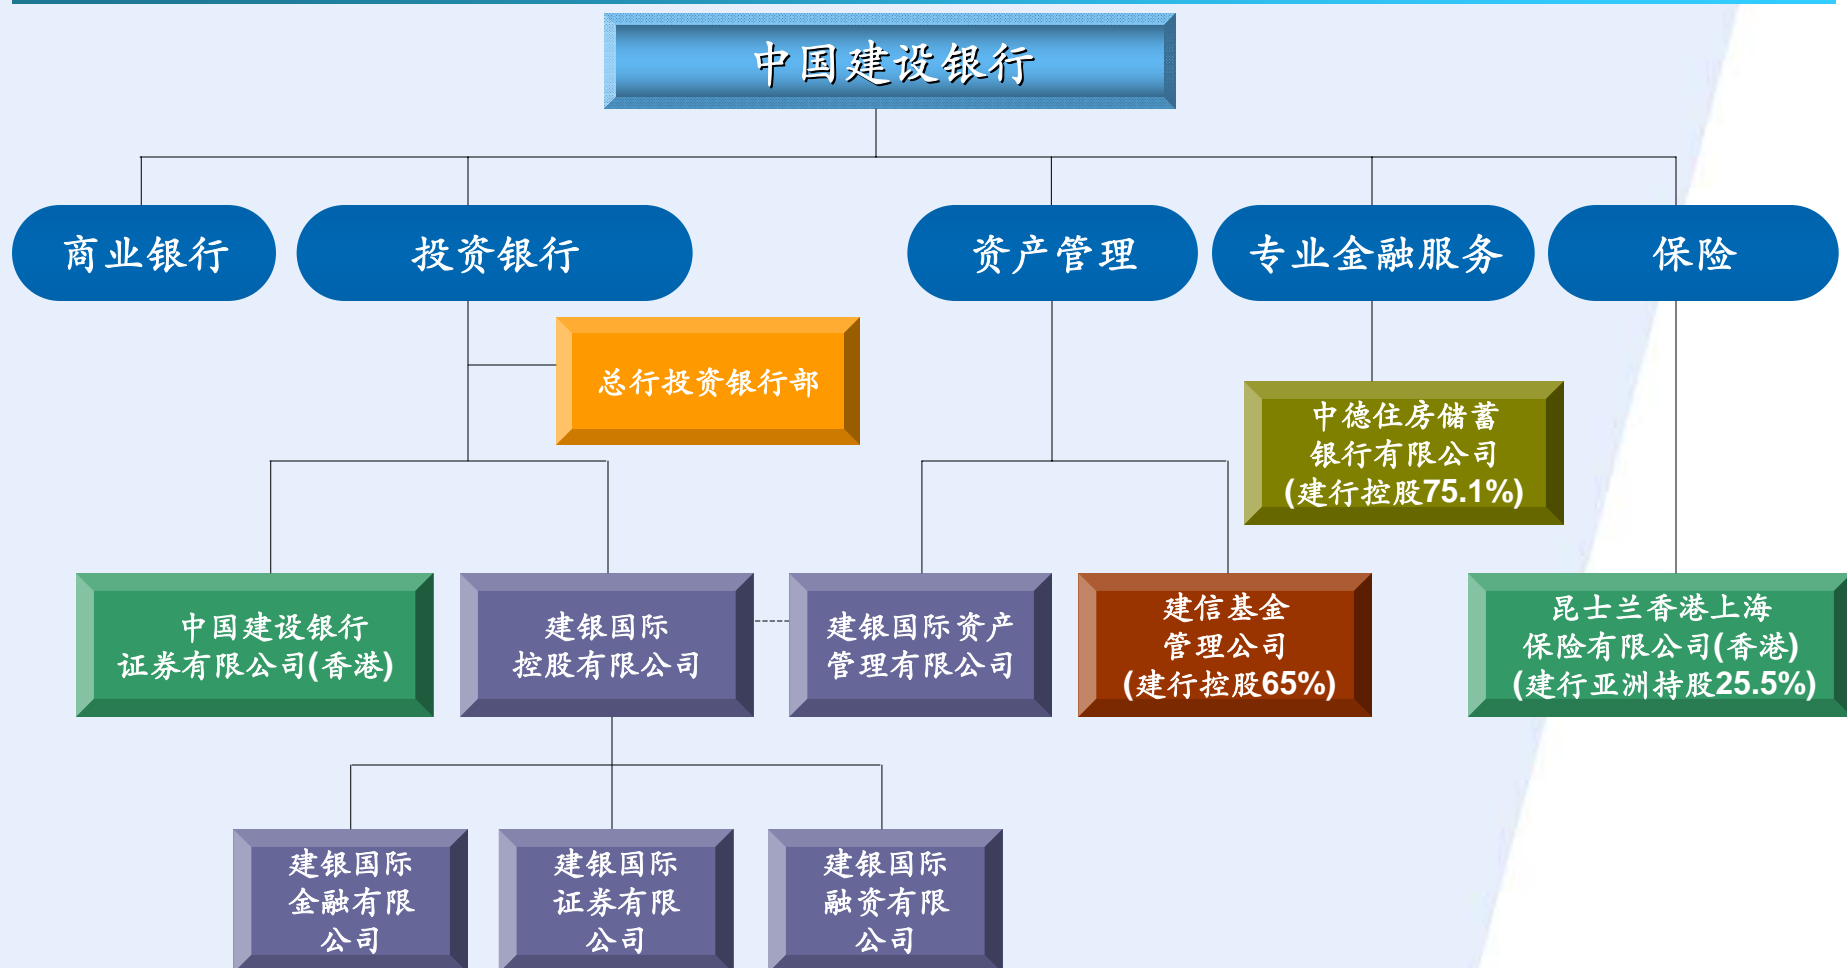 中国建设银行
商业银行
投资银行
资产管理
专业金融服务
保险
总行投资银行部
中德住房储蓄
银行有限公司
(建行控股75.1%)
中国建设银行
证券有限公司(香港)
建银国际
控股有限公司
建银国际资产
管理有限公司
建信基金
管理公司
(建行控股65%)
昆士兰香港上海
保险有限公司(香港)
(建行亚洲持股25.5%)
建银国际
金融有限
公司
建银国际
证券有限
公司
建银国际
融资有限
公司